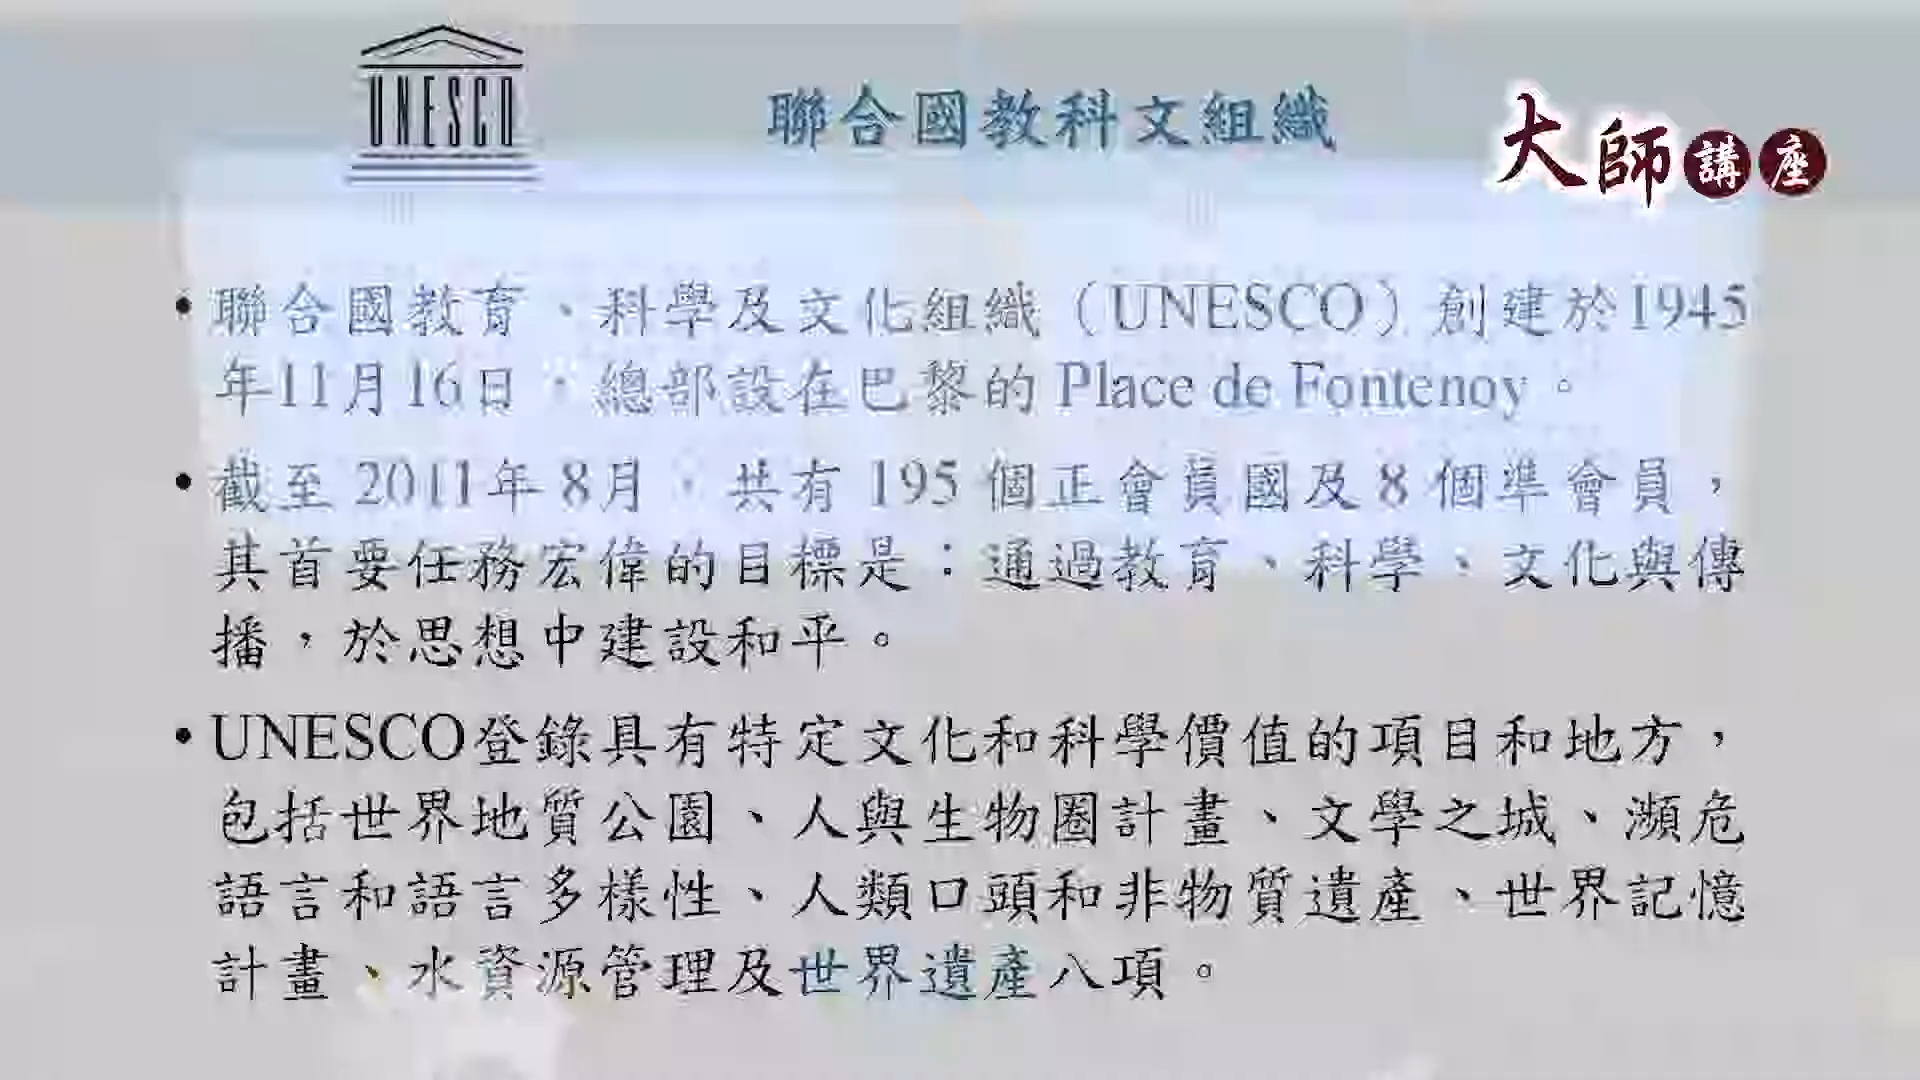 UNESCO
聯合國教科文組織
大師講座
• 聯合國教育、科學及文化組織（UNESCO）創建於1945
年11月16日，總部設在巴黎的 Place de Fontenoy。
• 截至 2011年 8月，共有 195 個正會員國及 8 個準會員，
其首要任務宏偉的目標是：通過教育、科學、文化與傳
播，於思想中建設和平。
• UNESCO登錄具有特定文化和科學價值的項目和地方，
包括世界地質公園、人與生物圈計畫、文學之城、瀕危
語言和語言多樣性、人類口頭和非物質遺產、世界記憶
計畫、水資源管理及世界遺產八項。